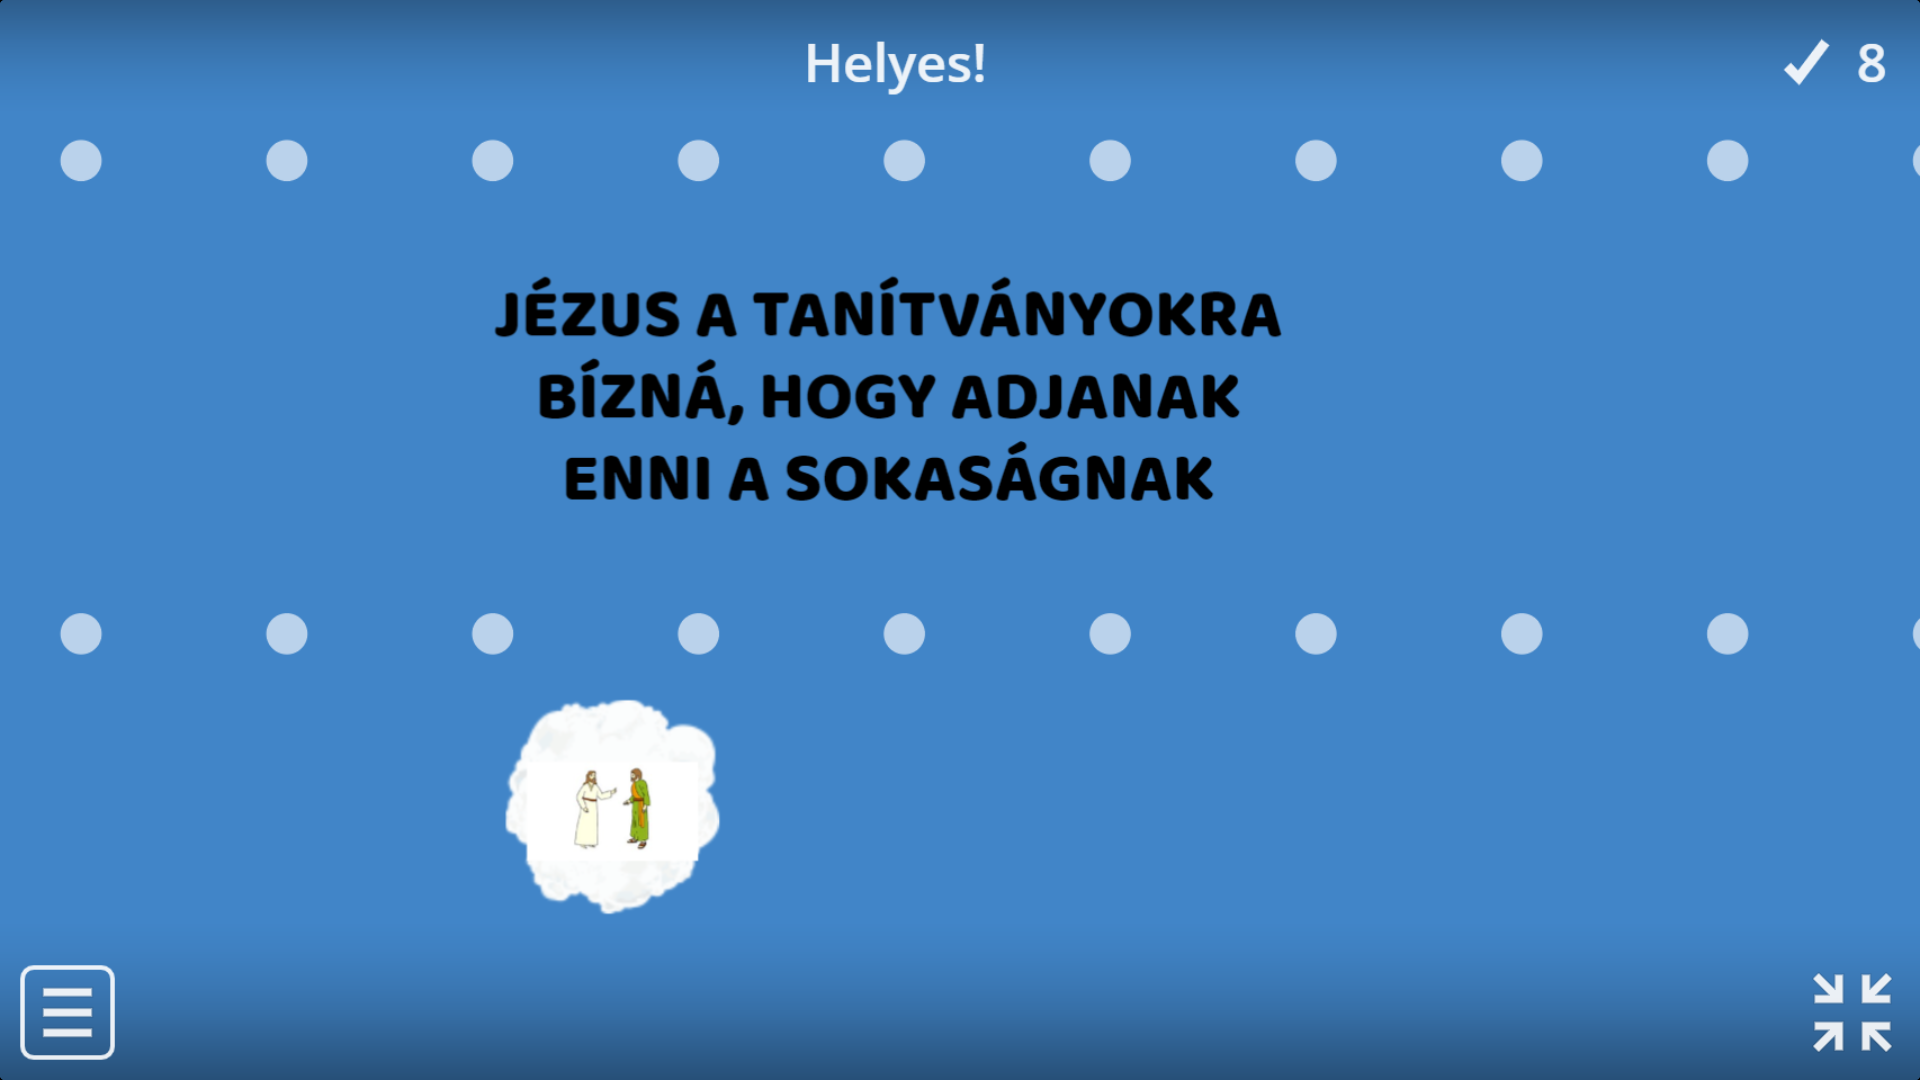 Helyes!
8
JÉZUS A TANÍTVÁNYOKRA
BÍZNÁ, HOGY ADJANAK
ENNI A SOKASÁGNAK